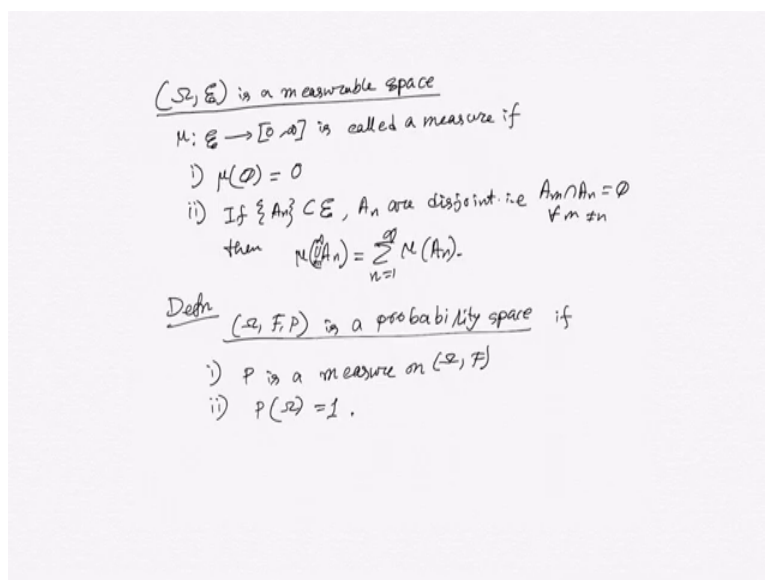 (Ω, Ɛ) is a measurable space
μ: Ɛ → [0, ∞] is called a measure if
i) μ(∅) = 0
ii) If {An} ⊂ Ɛ, An are disjoint i.e Am∩An = ∅
∀ m ≠ n
then μ(∪An) = ∑ μ(An).
n=1 ∞
Defn
(Ω, F, P) is a probability space if
i) P is a measure on (Ω, F)
ii) P(Ω) = 1.